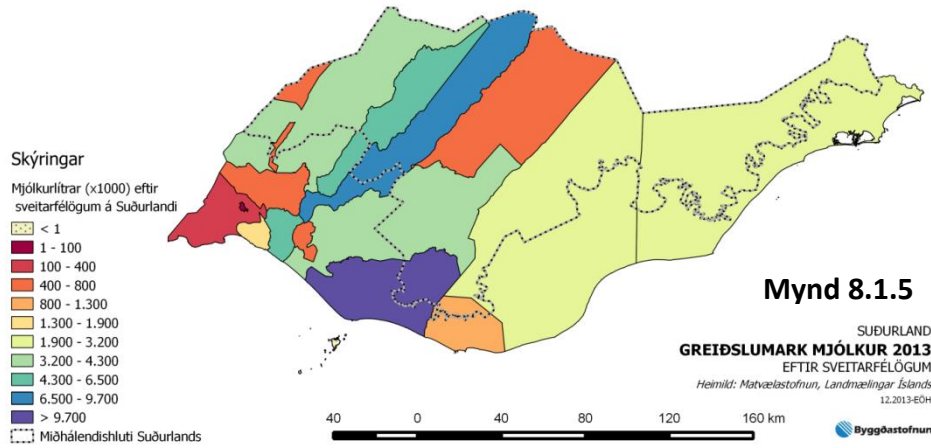 Skýringar
Mjólkurlítrar (x1000) eftir
sveitarfélögum á Suðurlandi
< 1
1 - 100
100 - 400
400 - 800
800 - 1.300
1.300 - 1.900
1.900 - 3.200
3.200 - 4.300
4.300 - 6.500
6.500 - 9.700
> 9.700
Miðhálendishluti Suðurlands
Mynd 8.1.5
SUÐURLAND
GREIÐSLUMARK MJÓLKUR 2013
EFTIR SVEITARFÉLÖGUM
Heimild: Matvælastofnun, Landmælingar Íslands
12.2013-EÖH
40 0 40 80 120 160 km
Byggðastofnun